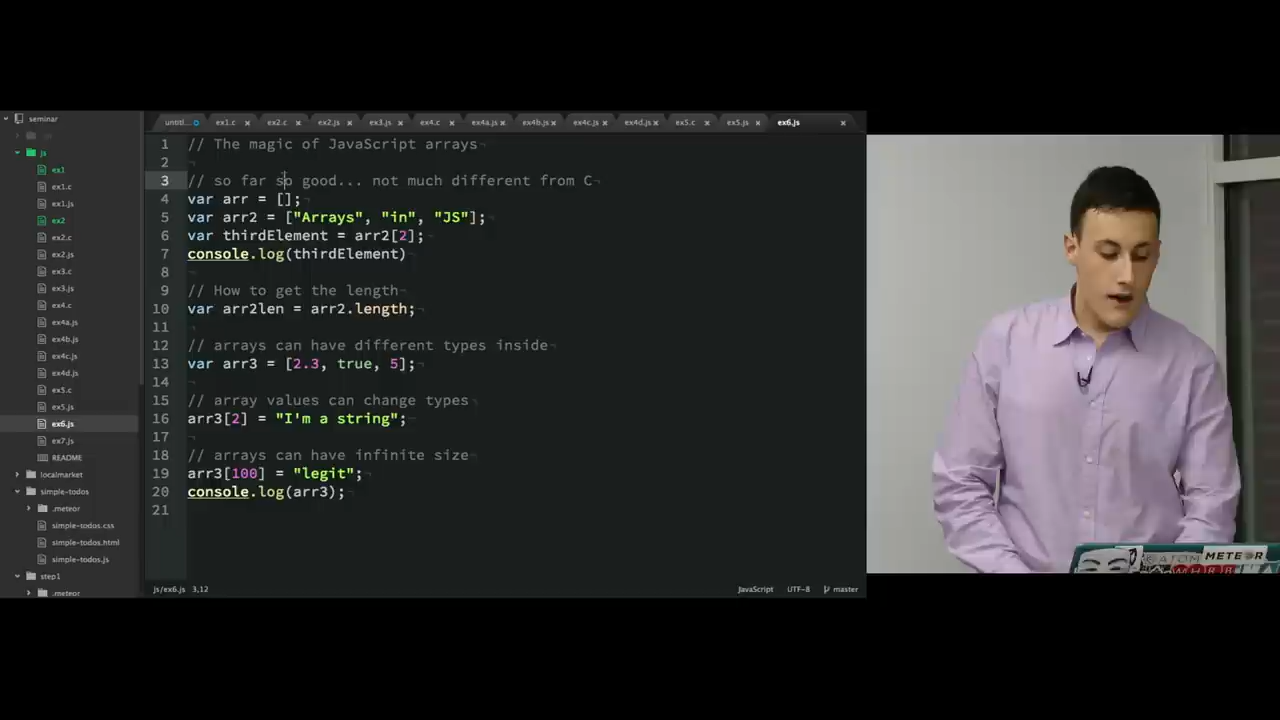 seminar
untitl...
ex1.c
ex2.c
ex2.js
ex3.js
ex4.c
ex4a.js
ex4b.js
ex4c.js
ex4d.js
ex5.c
ex5.js
ex6.js
js
ex1
ex1.c
ex1.js
ex2
ex2.c
ex2.js
ex3.c
ex3.js
ex4.c
ex4a.js
ex4b.js
ex4c.js
ex4d.js
ex5.c
ex5.js
ex6.js
ex7.js
README
localmarket
simple-todos
.meteor
simple-todos.css
simple-todos.html
simple-todos.js
step1
.meteor
1 // The magic of JavaScript arrays
2
3 // so far so good... not much different from C
4 var arr = [];
5 var arr2 = ["Arrays", "in", "JS"];
6 var thirdElement = arr2[2];
7 console.log(thirdElement)
8
9 // How to get the length
10 var arr2len = arr2.length;
11
12 // arrays can have different types inside
13 var arr3 = [2.3, true, 5];
14
15 // array values can change types
16 arr3[2] = "I'm a string";
17
18 // arrays can have infinite size
19 arr3[100] = "legit";
20 console.log(arr3);
21
js/ex6.js 3,12
JavaScript UTF-8 master
ATOM
METEOR
WHRB